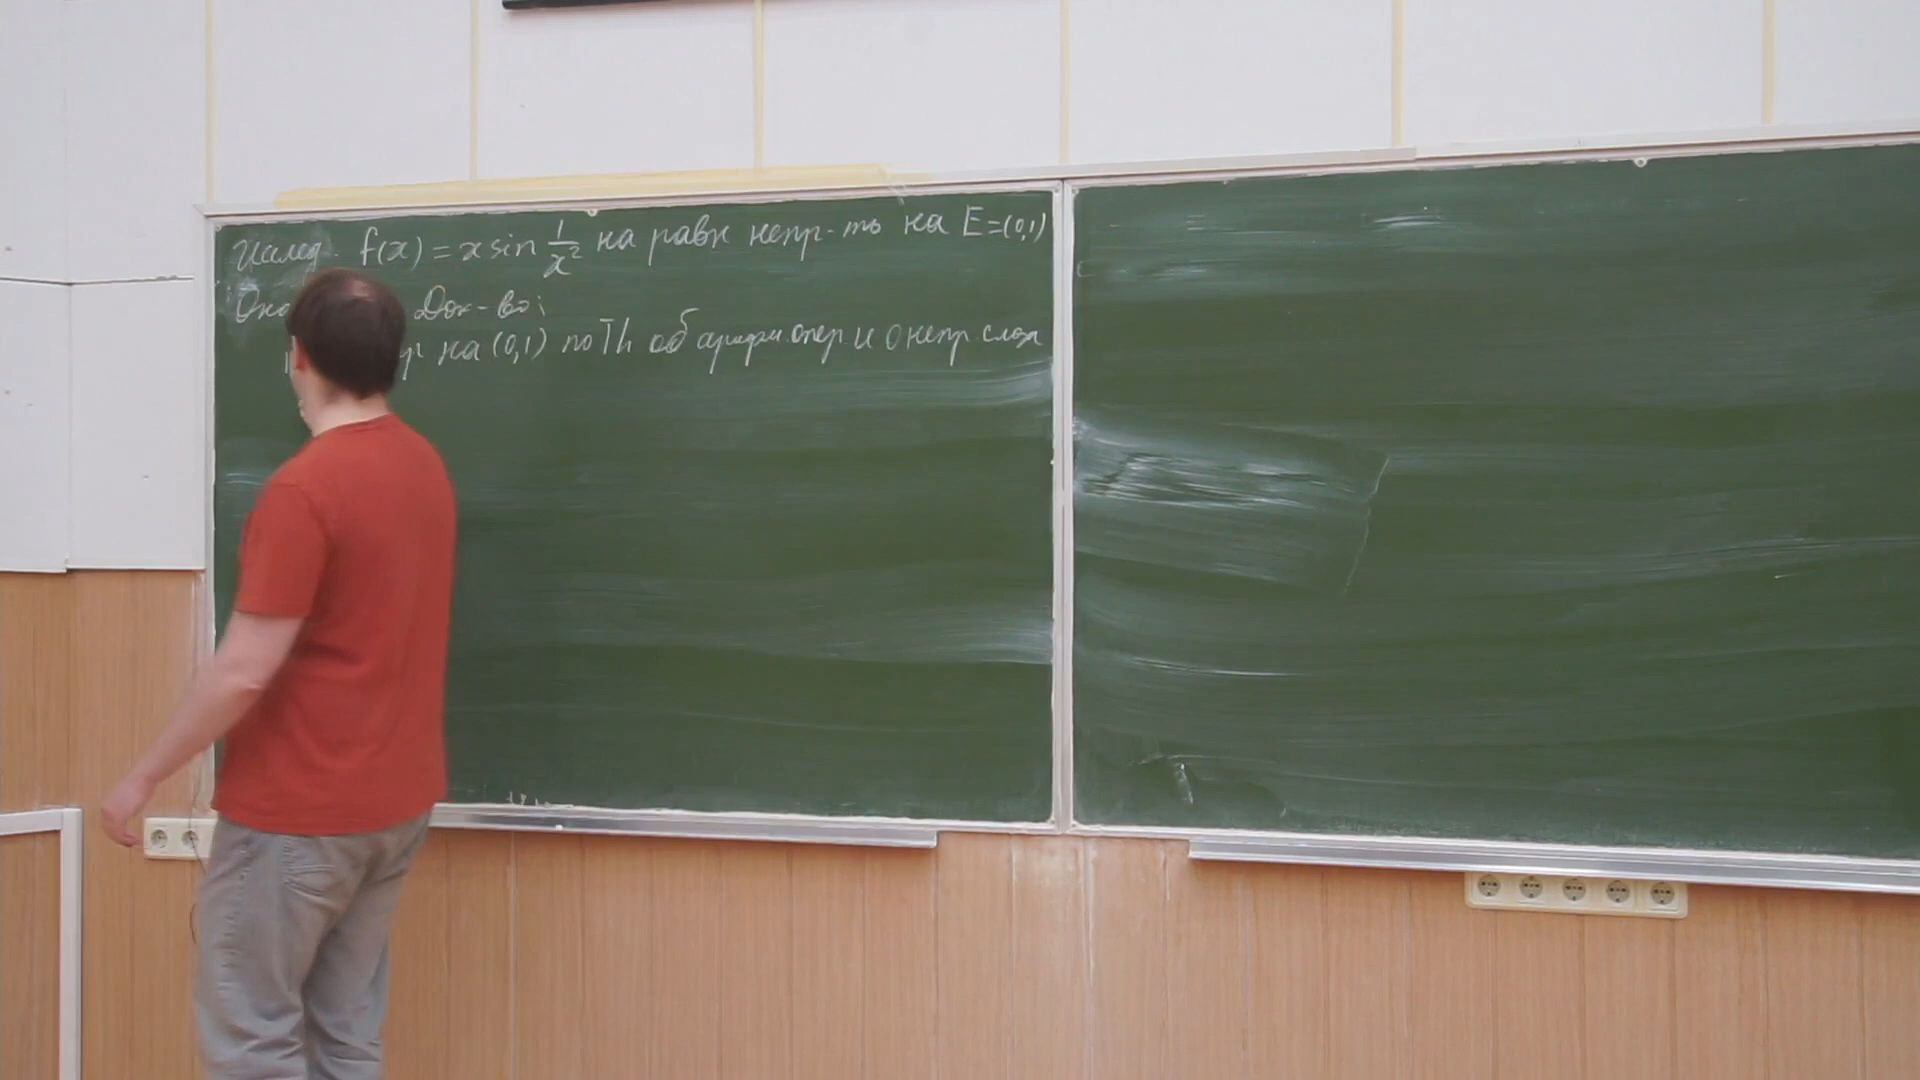 Исслед. f(x) = x sin 1/x² на равн непр-ть на E=(0,1)
Док-во:
на (0,1) по Th об арифм. опер и о непр. слож